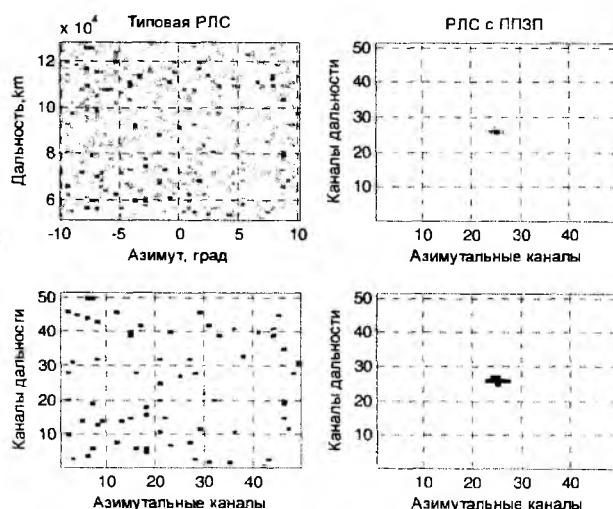 Типовая РЛС
РЛС с ППЗП
x 10⁴
12
10
8
6
Дальность, km
-10 -5 0 5 10
Азимут, град
50
40
30
20
10
Каналы дальности
10 20 30 40
Азимутальные каналы
50
40
30
20
10
Каналы дальности
10 20 30 40
Азимутальные каналы
50
40
30
20
10
Каналы дальности
10 20 30 40
Азимутальные каналы